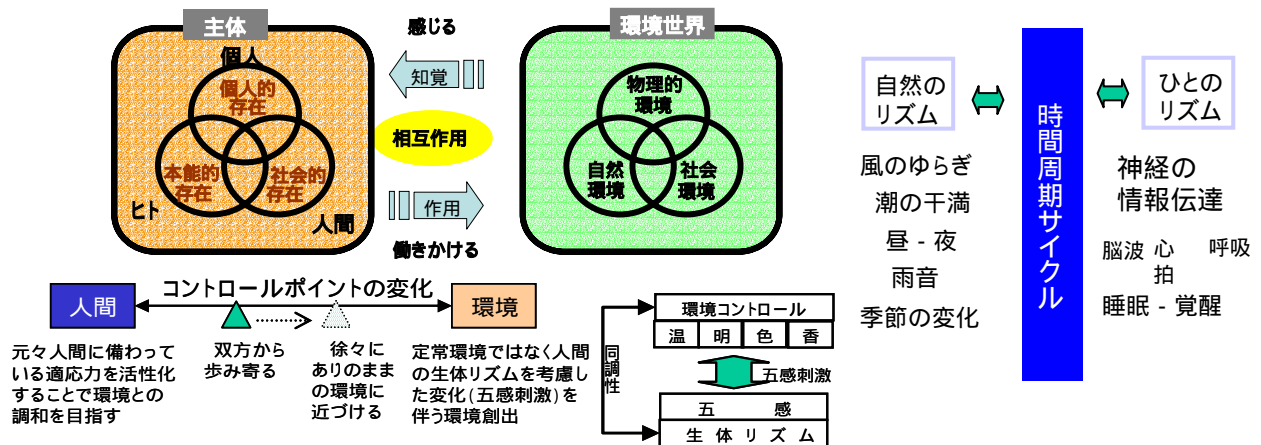 主体
個人
個人的
存在
本能的
存在
社会的
存在
ヒト
人間
感じる
知覚
相互作用
作用
働きかける
環境世界
物理的
環境
自然
環境
社会
環境
コントロールポイントの変化
人間
環境
元々人間に備わって
いる適応力を活性化
することで環境との
調和を目指す
双方から
歩み寄る
徐々に
ありのまま
の環境に
近づける
定常環境ではなく人間
の生体リズムを考慮し
た変化(五感刺激)を
伴う環境創出
同調性
環境コントロール
温 明 色 香
五感刺激
五 感
生 体 リ ズ ム
自然の
リズム
風のゆらぎ
潮の干満
昼 - 夜
雨音
季節の変化
時間周期サイクル
ひとの
リズム
神経の
情報伝達
脳波 心拍 呼吸
睡眠 - 覚醒